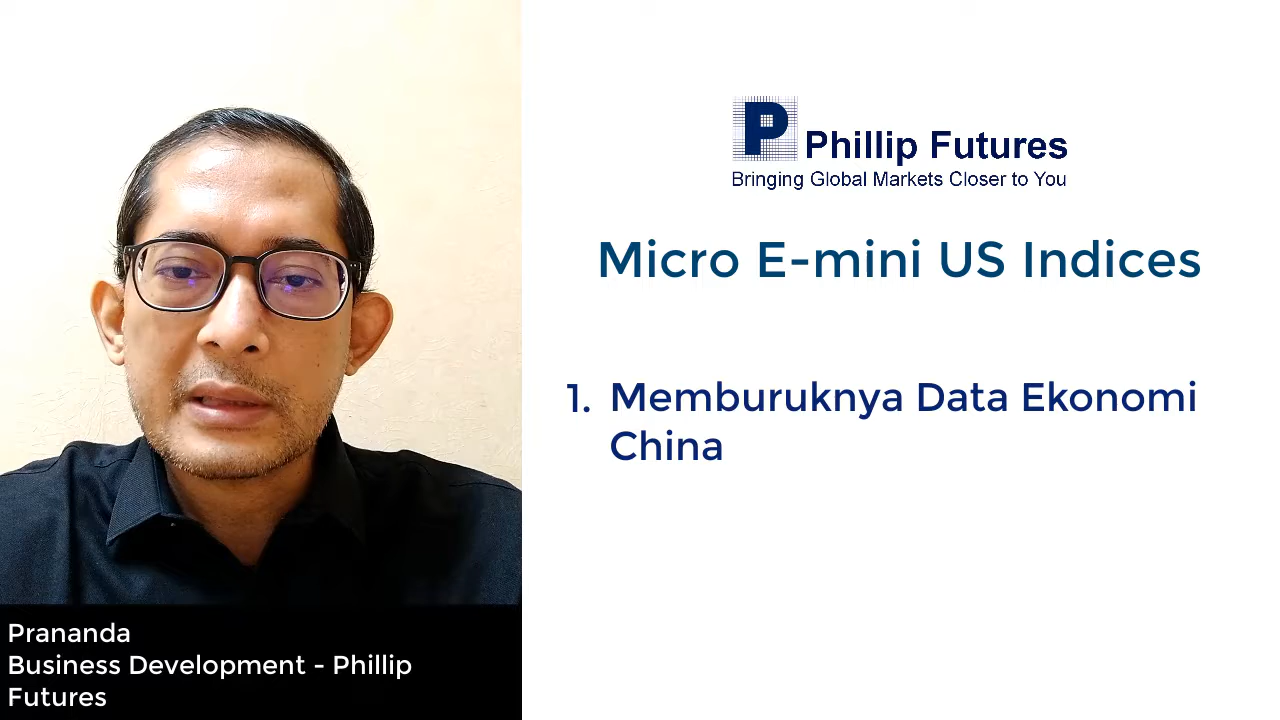 Phillip Futures
Bringing Global Markets Closer to You
Micro E-mini US Indices
1. Memburuknya Data Ekonomi
China
Prananda
Business Development - Phillip
Futures